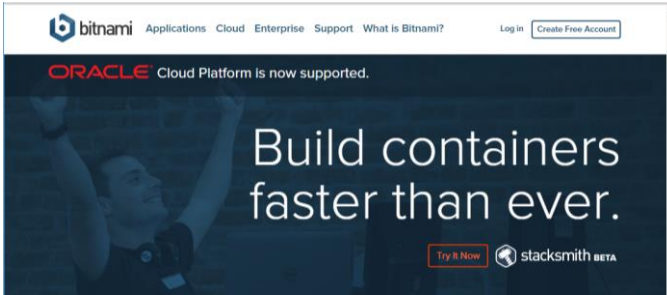 bitnami Applications Cloud Enterprise Support What is Bitnami? Log in Create Free Account
ORACLE Cloud Platform is now supported.
Build containers
faster than ever.
Try It Now stacksmith BETA